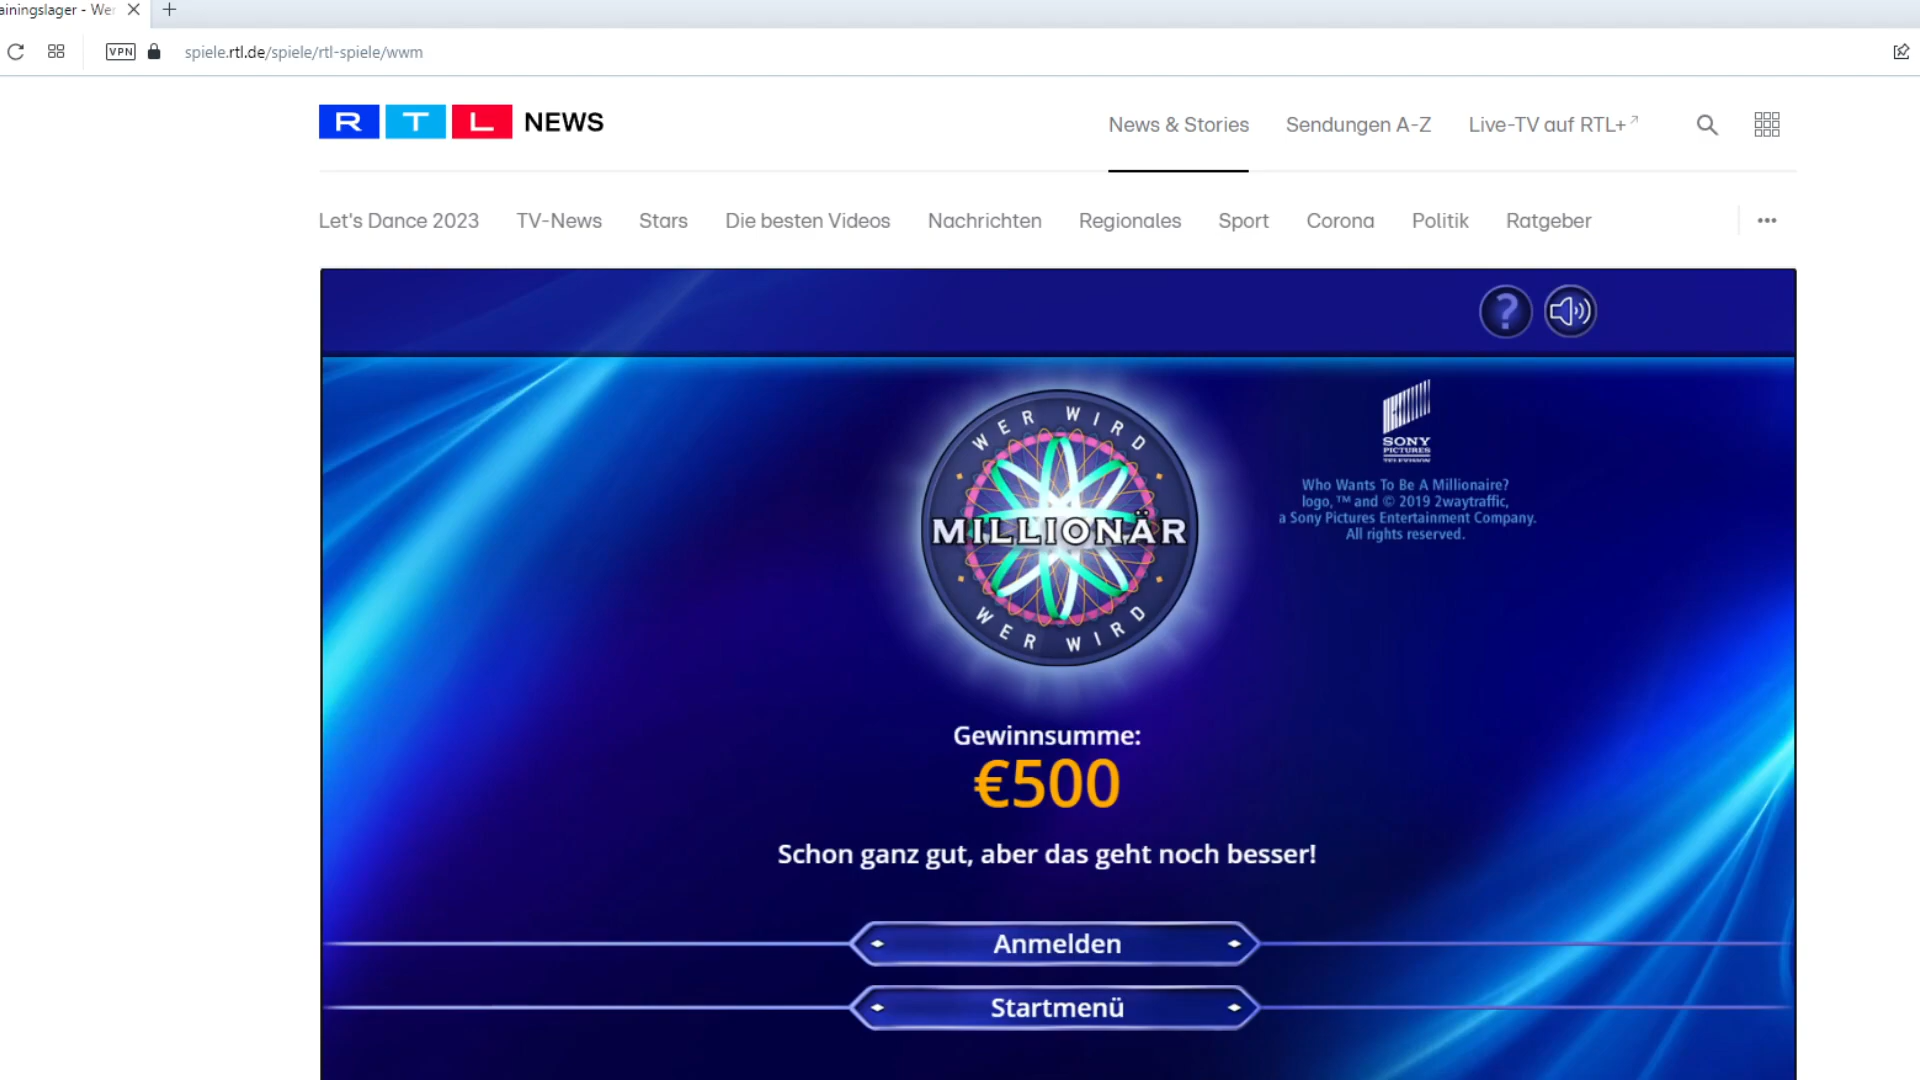 ainingslager - Wer
VPN
spiele.rtl.de/spiele/rtl-spiele/wwm
RTL NEWS
News & Stories Sendungen A-Z Live-TV auf RTL+
Let's Dance 2023 TV-News Stars Die besten Videos Nachrichten Regionales Sport Corona Politik Ratgeber
?
WER WIRD
MILLIONÄR
WER WIRD
SONY
PICTURES
TELEVISION
Who Wants To Be A Millionaire?
logo,™ and © 2019 2waytraffic,
a Sony Pictures Entertainment Company.
All rights reserved.
Gewinnsumme:
€500
Schon ganz gut, aber das geht noch besser!
Anmelden
Startmenü